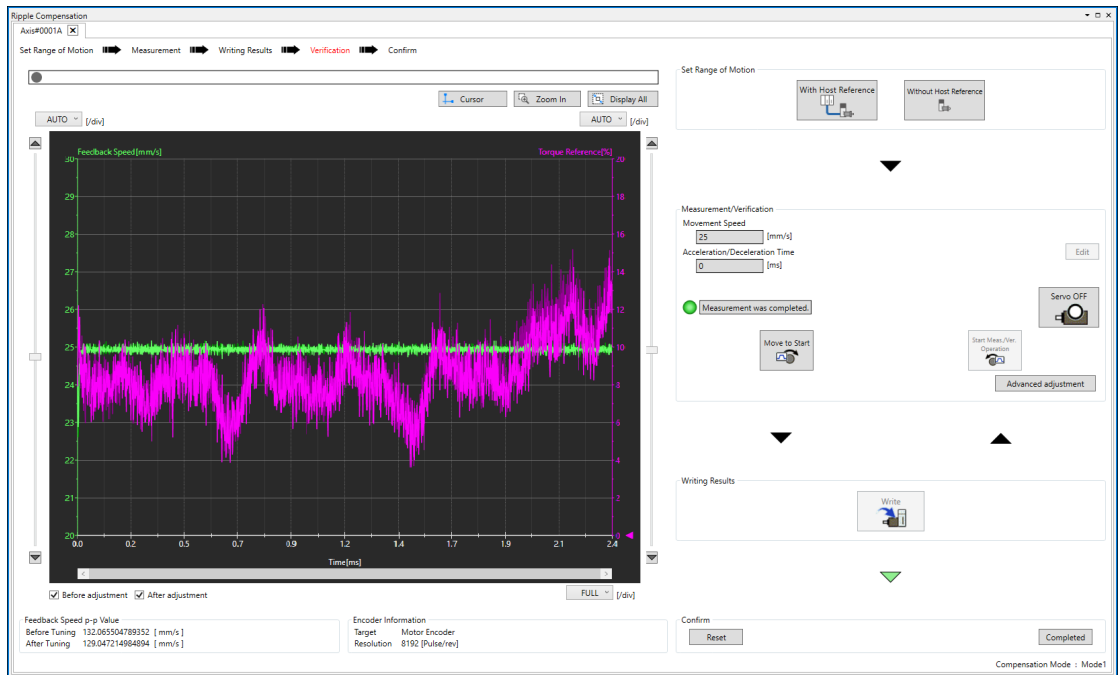 Ripple Compensation
Axis#0001A
Set Range of Motion Measurement Writing Results Verification Confirm
Cursor Zoom In Display All
AUTO [/div] AUTO [/div]
Feedback Speed[mm/s] Torque Reference[%]
30 20
29 18
28 16
27 14
26 12
25 10
24 8
23 6
22 4
21 2
20 0
0.0 0.2 0.5 0.7 0.9 1.2 1.4 1.7 1.9 2.1 2.4
Time[ms]
Before adjustment After adjustment FULL [/div]
Feedback Speed p-p Value
Before Tuning 132.065504789352 [ mm/s ]
After Tuning 129.047214984894 [ mm/s ]
Encoder Information
Target Motor Encoder
Resolution 8192 [Pulse/rev]
Set Range of Motion
With Host Reference
Without Host Reference
Measurement/Verification
Movement Speed
25 [mm/s]
Acceleration/Deceleration Time
0 [ms]
Edit
Measurement was completed.
Servo OFF
Move to Start
Start Meas./Ver.
Operation
Advanced adjustment
Writing Results
Write
Confirm
Reset Completed
Compensation Mode : Mode1